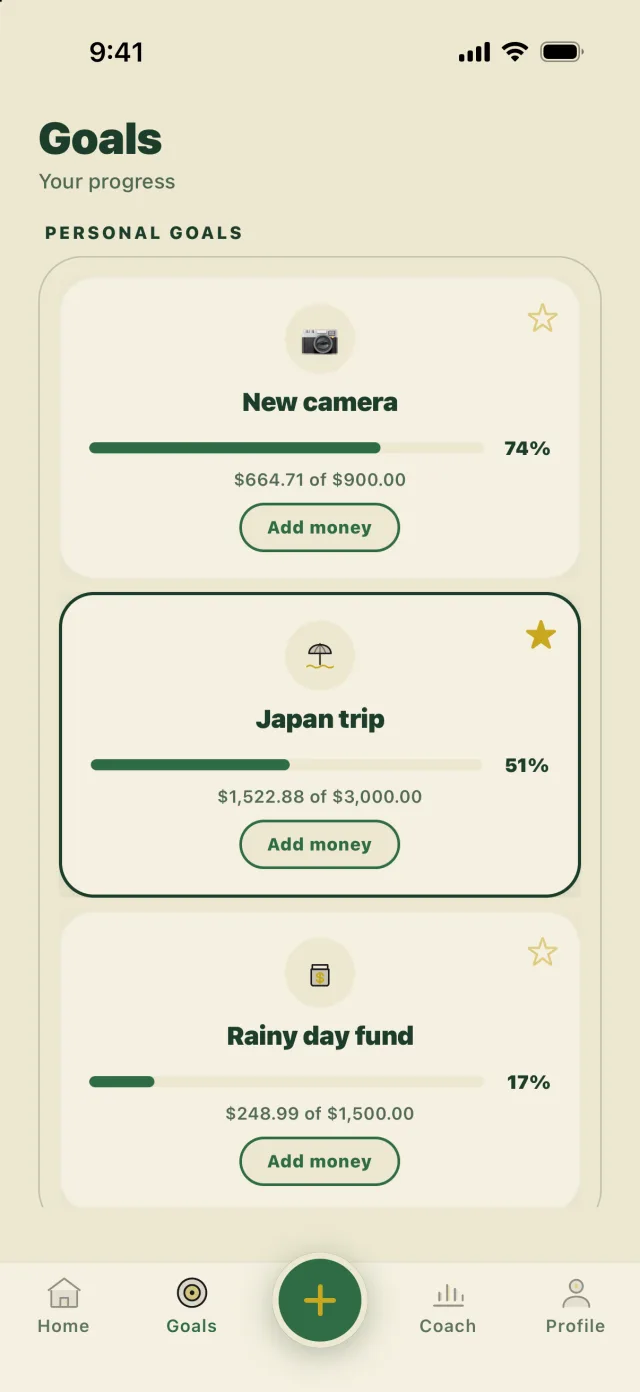 9:41
Goals
Your progress
PERSONAL GOALS
New camera
74%
$664.71 of $900.00
Add money
Japan trip
51%
$1,522.88 of $3,000.00
Add money
$
Rainy day fund
17%
$248.99 of $1,500.00
Add money
Home
Goals
Coach
Profile